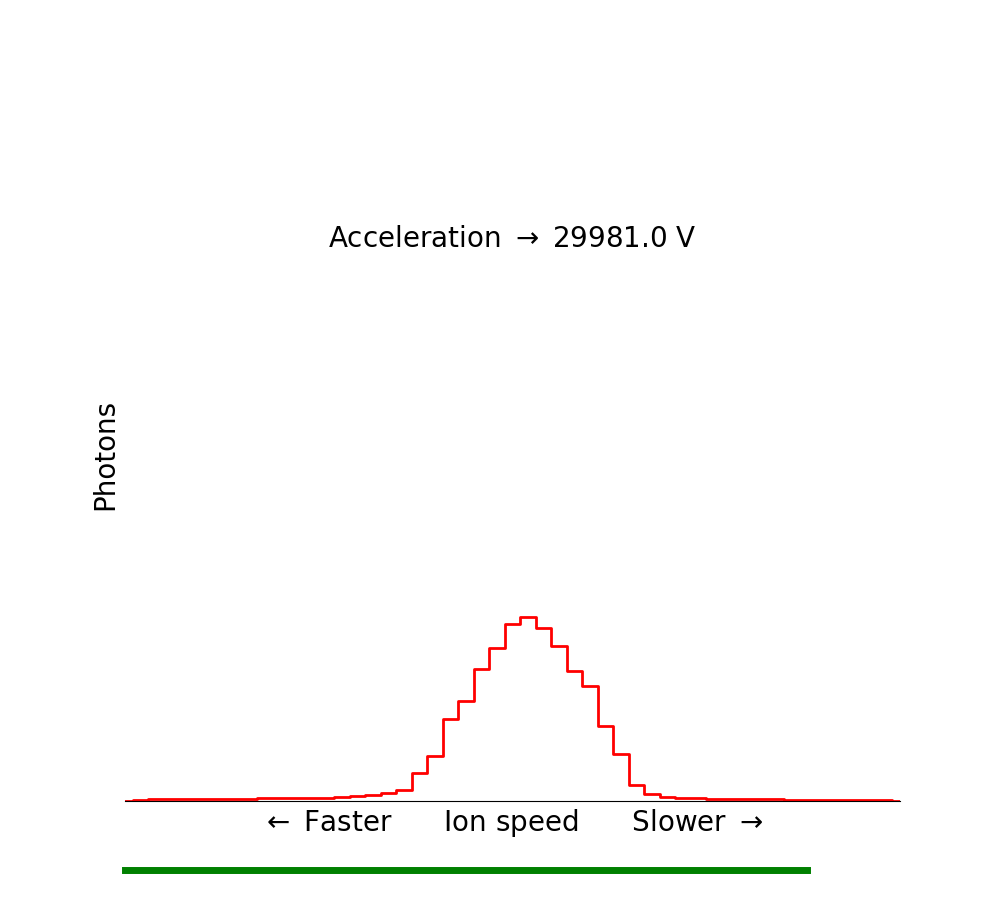 Acceleration → 29981.0 V
Photons
← Faster Ion speed Slower →